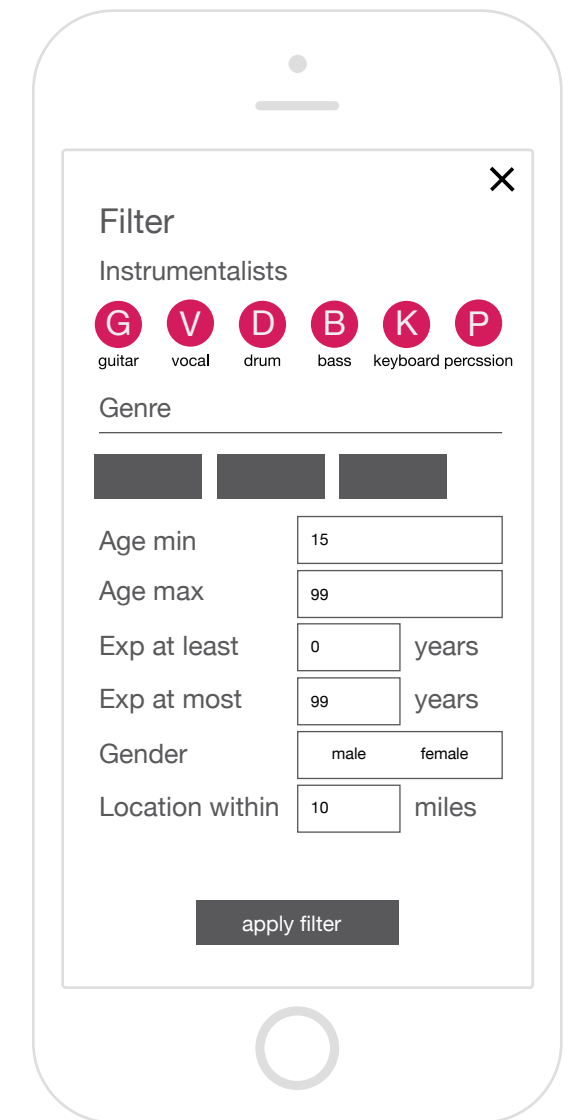 Filter
Instrumentalists
G V D B K P
guitar vocal drum bass keyboard percssion
Genre
Age min 15
Age max 99
Exp at least 0 years
Exp at most 99 years
Gender male female
Location within 10 miles
apply filter